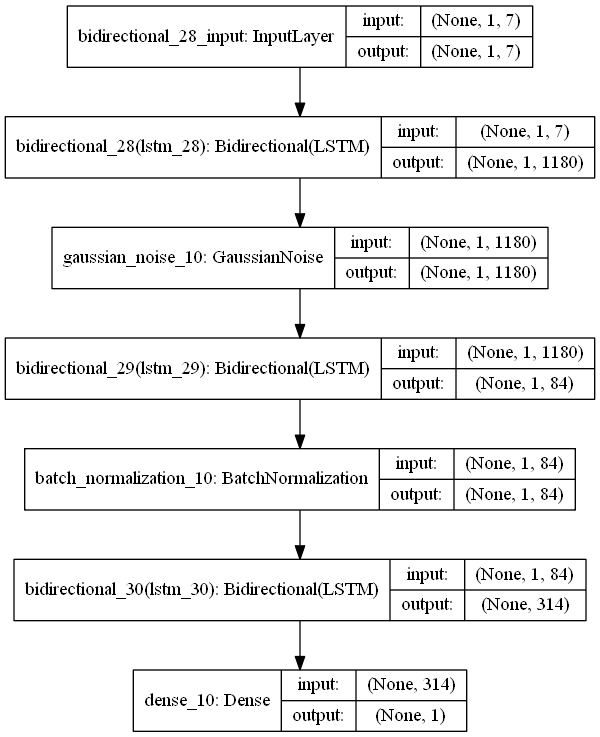 bidirectional_28_input: InputLayer
input: (None, 1, 7)
output: (None, 1, 7)
bidirectional_28(lstm_28): Bidirectional(LSTM)
input: (None, 1, 7)
output: (None, 1, 1180)
gaussian_noise_10: GaussianNoise
input: (None, 1, 1180)
output: (None, 1, 1180)
bidirectional_29(lstm_29): Bidirectional(LSTM)
input: (None, 1, 1180)
output: (None, 1, 84)
batch_normalization_10: BatchNormalization
input: (None, 1, 84)
output: (None, 1, 84)
bidirectional_30(lstm_30): Bidirectional(LSTM)
input: (None, 1, 84)
output: (None, 314)
dense_10: Dense
input: (None, 314)
output: (None, 1)